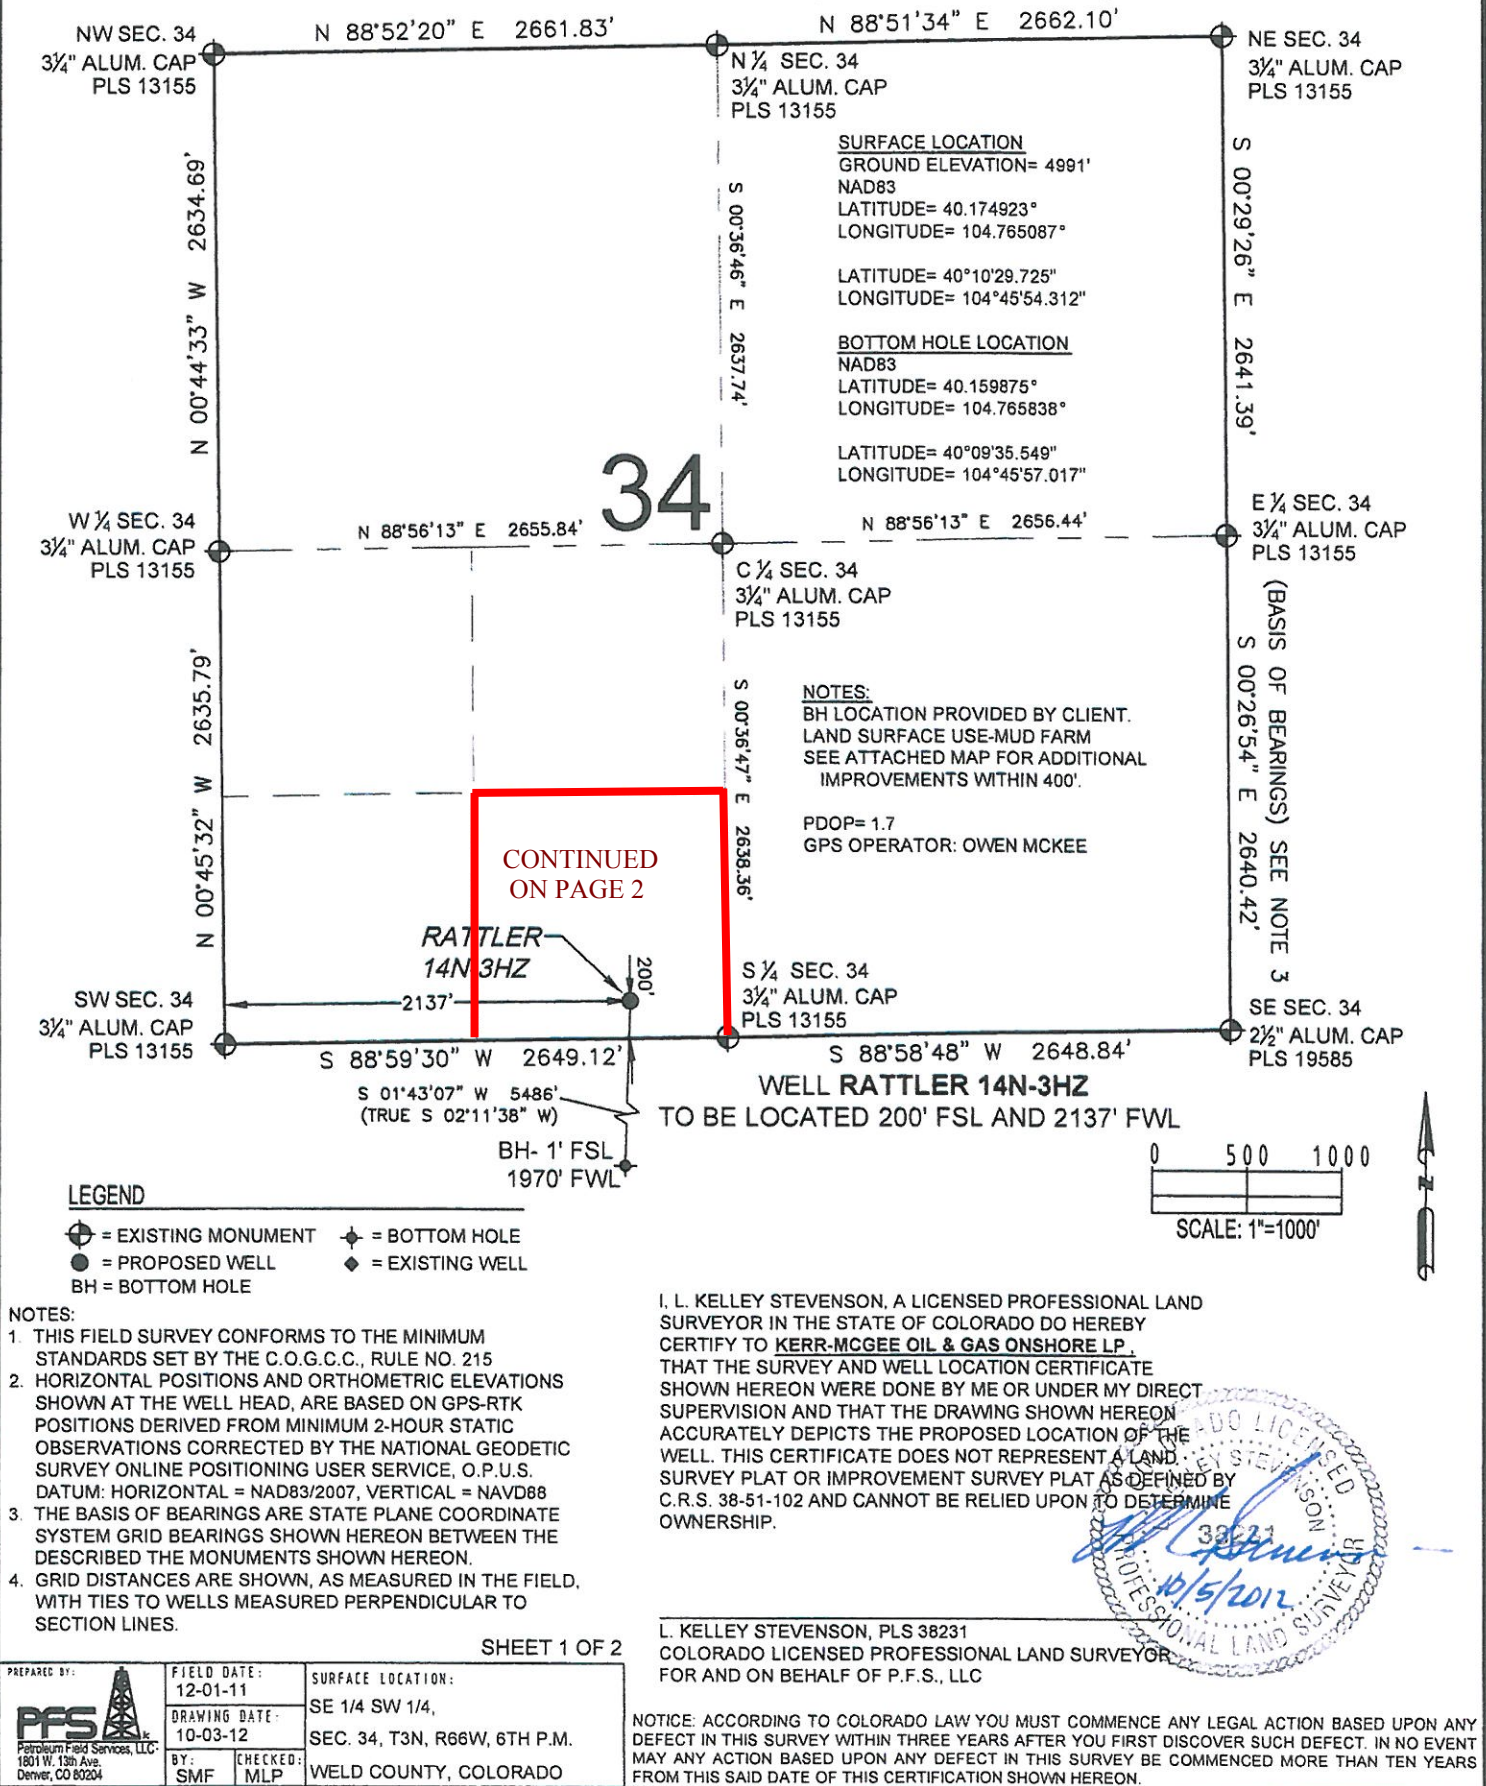 N 88°52'20" E 2661.83'
N 88°51'34" E 2662.10'
NW SEC. 34
3¼" ALUM. CAP
PLS 13155
N ¼ SEC. 34
3¼" ALUM. CAP
PLS 13155
NE SEC. 34
3¼" ALUM. CAP
PLS 13155
SURFACE LOCATION
GROUND ELEVATION= 4991'
NAD83
LATITUDE= 40.174923°
LONGITUDE= 104.765087°
LATITUDE= 40°10'29.725"
LONGITUDE= 104°45'54.312"
BOTTOM HOLE LOCATION
NAD83
LATITUDE= 40.159875°
LONGITUDE= 104.765838°
LATITUDE= 40°09'35.549"
LONGITUDE= 104°45'57.017"
N 00°44'33" W 2634.69'
S 00°36'46" E 2637.74'
S 00°29'26" E 2641.39'
34
W ¼ SEC. 34
3¼" ALUM. CAP
PLS 13155
N 88°56'13" E 2655.84'
N 88°56'13" E 2656.44'
E ¼ SEC. 34
3¼" ALUM. CAP
PLS 13155
C ¼ SEC. 34
3¼" ALUM. CAP
PLS 13155
N 00°45'32" W 2635.79'
S 00°36'47" E 2638.36'
S 00°26'54" E 2640.42'
(BASIS OF BEARINGS) SEE NOTE 3
NOTES:
BH LOCATION PROVIDED BY CLIENT.
LAND SURFACE USE-MUD FARM
SEE ATTACHED MAP FOR ADDITIONAL
IMPROVEMENTS WITHIN 400'.
PDOP= 1.7
GPS OPERATOR: OWEN MCKEE
CONTINUED
ON PAGE 2
RATTLER
14N-3HZ
200'
2137'
SW SEC. 34
3¼" ALUM. CAP
PLS 13155
S ¼ SEC. 34
3¼" ALUM. CAP
PLS 13155
SE SEC. 34
2½" ALUM. CAP
PLS 19585
S 88°59'30" W 2649.12'
S 88°58'48" W 2648.84'
S 01°43'07" W 5486'
(TRUE S 02°11'38" W)
WELL RATTLER 14N-3HZ
TO BE LOCATED 200' FSL AND 2137' FWL
BH- 1' FSL
1970' FWL
0 500 1000
SCALE: 1"=1000'
N
LEGEND
= EXISTING MONUMENT
= BOTTOM HOLE
= PROPOSED WELL
= EXISTING WELL
BH = BOTTOM HOLE
NOTES:
1. THIS FIELD SURVEY CONFORMS TO THE MINIMUM
STANDARDS SET BY THE C.O.G.C.C., RULE NO. 215
2. HORIZONTAL POSITIONS AND ORTHOMETRIC ELEVATIONS
SHOWN AT THE WELL HEAD, ARE BASED ON GPS-RTK
POSITIONS DERIVED FROM MINIMUM 2-HOUR STATIC
OBSERVATIONS CORRECTED BY THE NATIONAL GEODETIC
SURVEY ONLINE POSITIONING USER SERVICE, O.P.U.S.
DATUM: HORIZONTAL = NAD83/2007, VERTICAL = NAVD88
3. THE BASIS OF BEARINGS ARE STATE PLANE COORDINATE
SYSTEM GRID BEARINGS SHOWN HEREON BETWEEN THE
DESCRIBED THE MONUMENTS SHOWN HEREON.
4. GRID DISTANCES ARE SHOWN, AS MEASURED IN THE FIELD,
WITH TIES TO WELLS MEASURED PERPENDICULAR TO
SECTION LINES.
I, L. KELLEY STEVENSON, A LICENSED PROFESSIONAL LAND
SURVEYOR IN THE STATE OF COLORADO DO HEREBY
CERTIFY TO KERR-MCGEE OIL & GAS ONSHORE LP.
THAT THE SURVEY AND WELL LOCATION CERTIFICATE
SHOWN HEREON WERE DONE BY ME OR UNDER MY DIRECT
SUPERVISION AND THAT THE DRAWING SHOWN HEREON
ACCURATELY DEPICTS THE PROPOSED LOCATION OF THE
WELL. THIS CERTIFICATE DOES NOT REPRESENT A LAND
SURVEY PLAT OR IMPROVEMENT SURVEY PLAT AS DEFINED BY
C.R.S. 38-51-102 AND CANNOT BE RELIED UPON TO DETERMINE
OWNERSHIP.
LICENSED
STEVENSON
PROFESSIONAL LAND SURVEYOR
10/5/2012
L. KELLEY STEVENSON, PLS 38231
COLORADO LICENSED PROFESSIONAL LAND SURVEYOR
FOR AND ON BEHALF OF P.F.S., LLC
SHEET 1 OF 2
PREPARED BY:
PFS
Petroleum Field Services, LLC
1801 W. 13th Ave.
Denver, CO 80204
FIELD DATE:
12-01-11
DRAWING DATE:
10-03-12
BY:
SMF
CHECKED:
MLP
SURFACE LOCATION:
SE 1/4 SW 1/4,
SEC. 34, T3N, R66W, 6TH P.M.
WELD COUNTY, COLORADO
NOTICE: ACCORDING TO COLORADO LAW YOU MUST COMMENCE ANY LEGAL ACTION BASED UPON ANY
DEFECT IN THIS SURVEY WITHIN THREE YEARS AFTER YOU FIRST DISCOVER SUCH DEFECT. IN NO EVENT
MAY ANY ACTION BASED UPON ANY DEFECT IN THIS SURVEY BE COMMENCED MORE THAN TEN YEARS
FROM THIS SAID DATE OF THIS CERTIFICATION SHOWN HEREON.